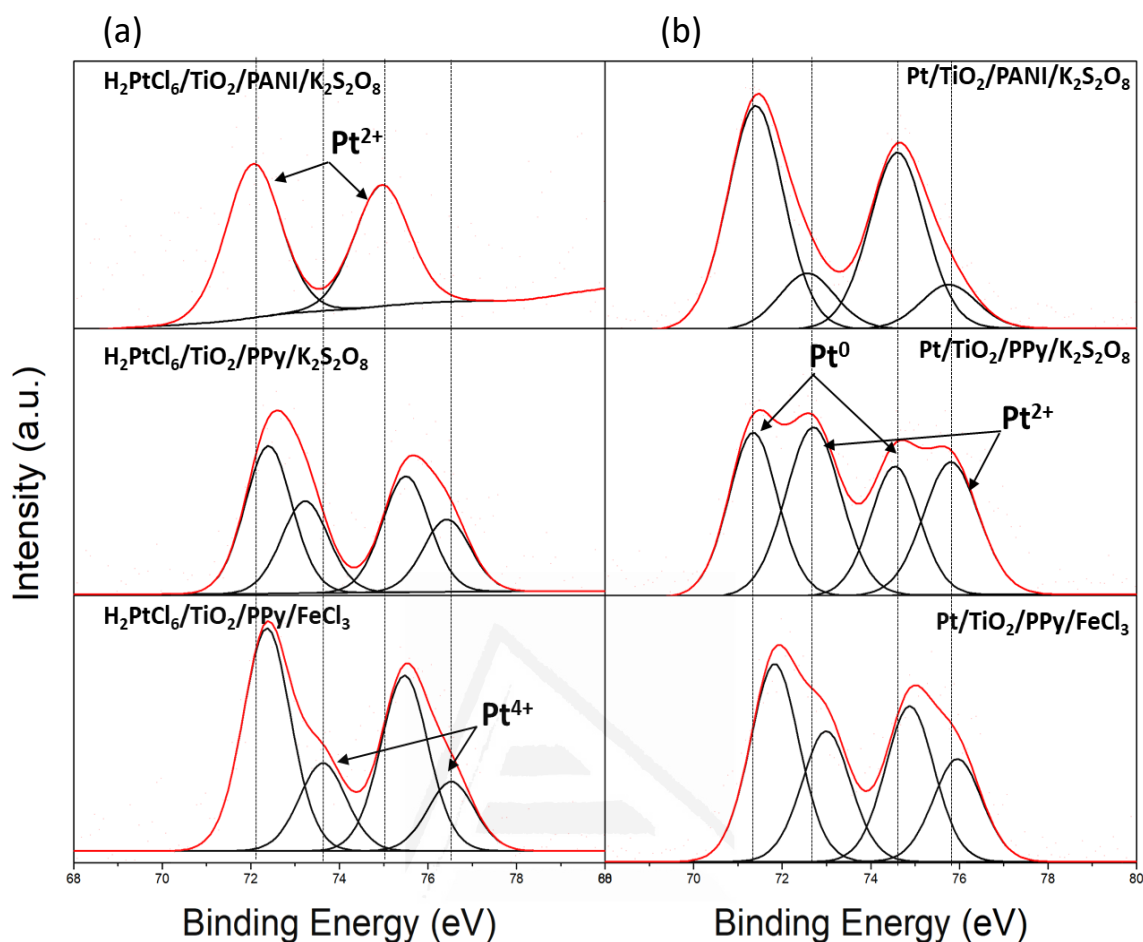 (a)
(b)
H₂PtCl₆/TiO₂/PANI/K₂S₂O₈
Pt²⁺
Pt/TiO₂/PANI/K₂S₂O₈
H₂PtCl₆/TiO₂/PPy/K₂S₂O₈
Pt/TiO₂/PPy/K₂S₂O₈
Pt⁰
Pt²⁺
H₂PtCl₆/TiO₂/PPy/FeCl₃
Pt⁴⁺
Pt/TiO₂/PPy/FeCl₃
Intensity (a.u.)
68 70 72 74 76 78 70 72 74 76 78 80
Binding Energy (eV)
Binding Energy (eV)